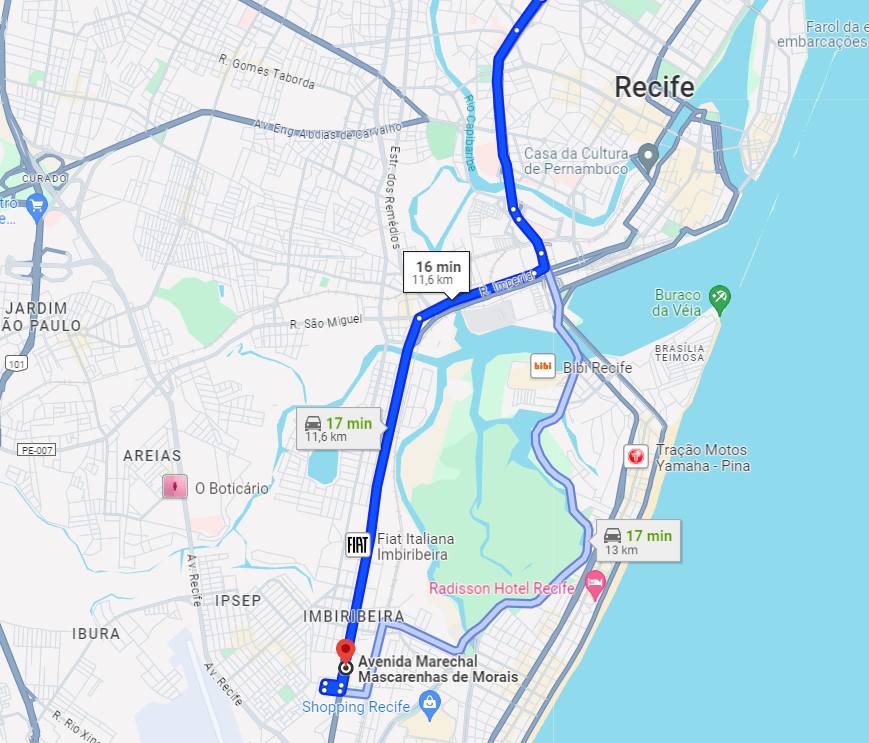 Farol da e
embarcações
R. Gomes Taborda
Recife
Rio Capibaribe
Av. Eng. Abdias de Carvalho
Casa da Cultura
de Pernambuco
CURADO
tro
e...
Estr. dos Remédios
16 min
11,6 km
R. Imperial
Buraco
da Véia
JARDIM
ÃO PAULO
R. São Miguel
BRASÍLIA
TEIMOSA
101
bibi
Bibi Recife
17 min
11,6 km
PE-007
AREIAS
Tração Motos
Yamaha - Pina
O Boticário
FIAT
Fiat Italiana
Imbiribeira
17 min
13 km
Av. Recife
Radisson Hotel Recife
IPSEP
IMBIRIBEIRA
IBURA
Avenida Marechal
Mascarenhas de Morais
Av. Recife
Shopping Recife
R. Rio Xin